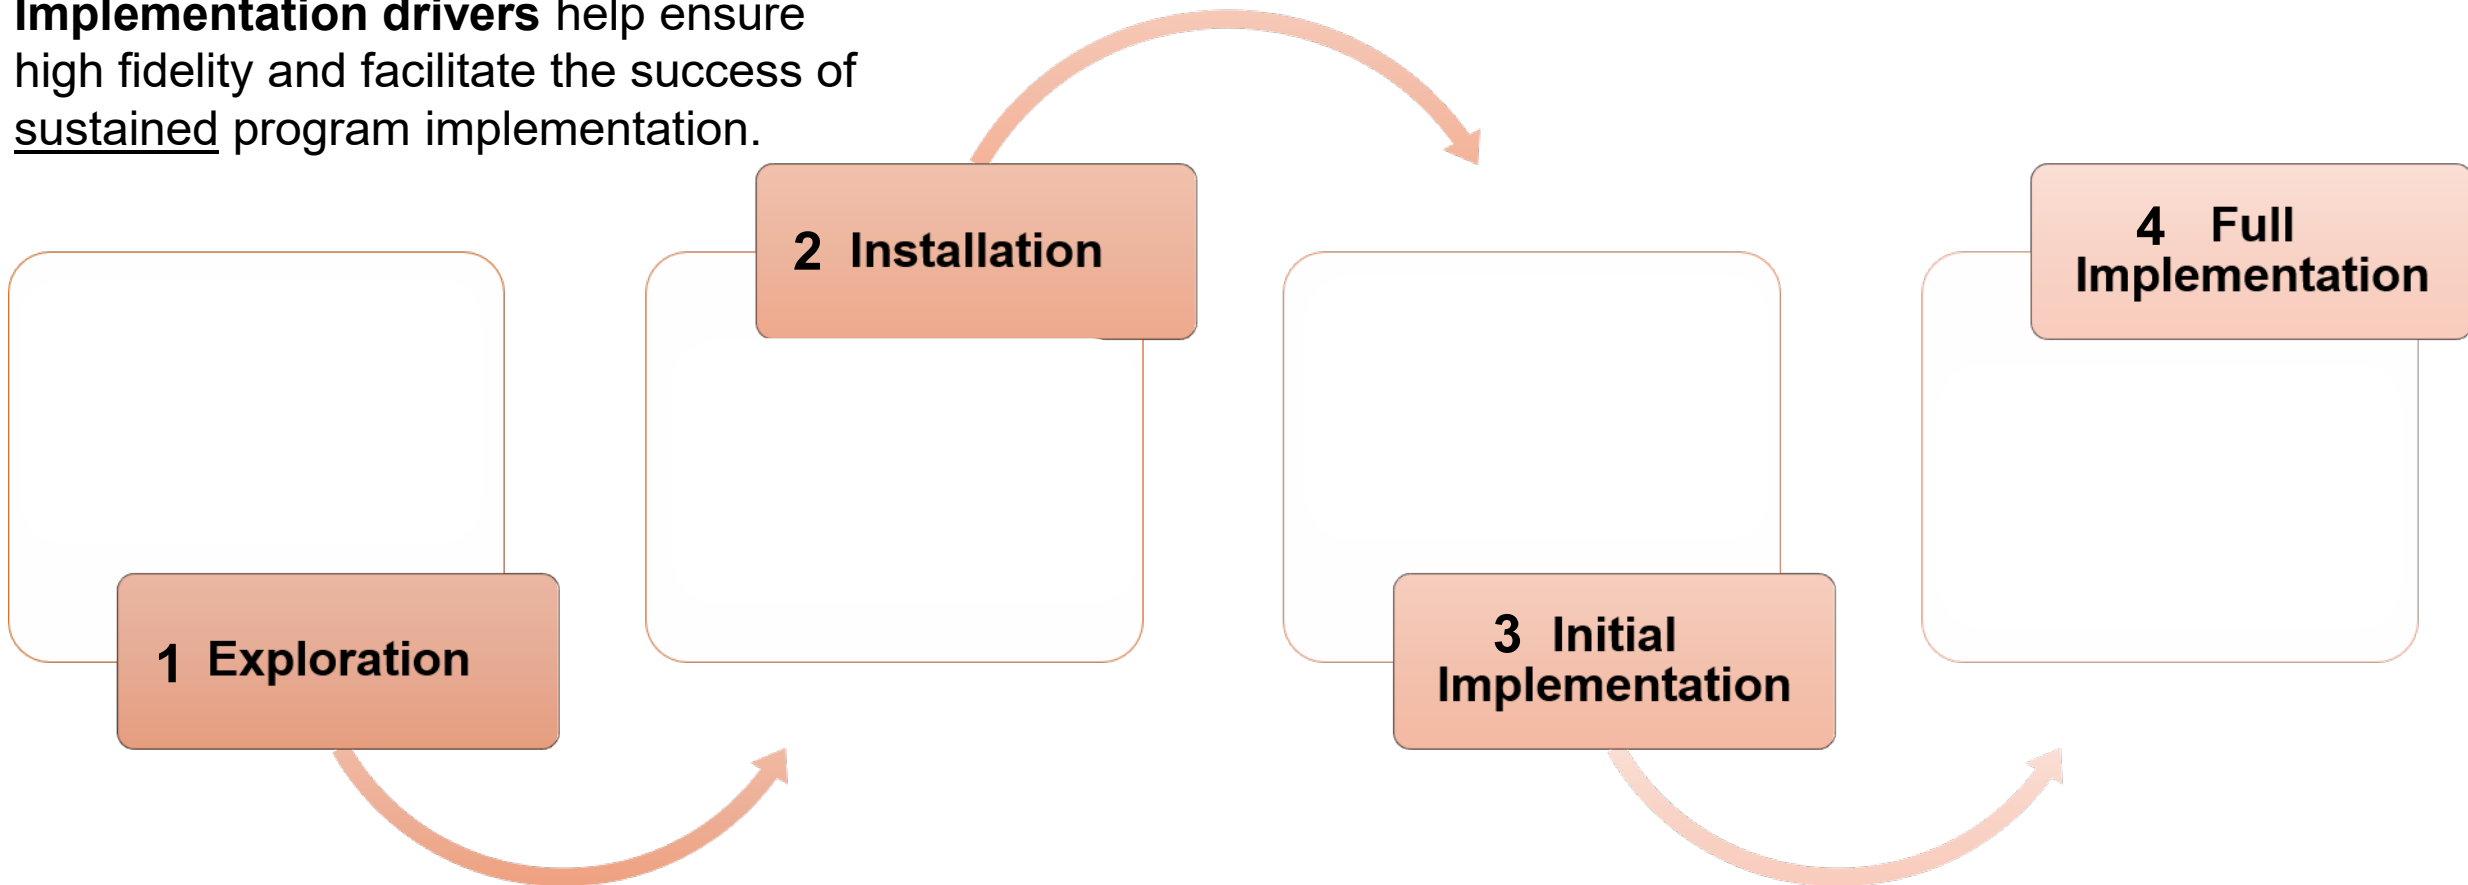 Implementation drivers help ensure
high fidelity and facilitate the success of
sustained program implementation.
1 Exploration
2 Installation
3 Initial
Implementation
4 Full
Implementation